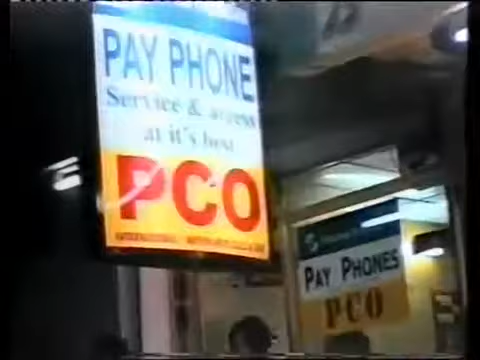 PAY PHONE
Service & access
at it's best
PCO
PAY PHONES
PCO